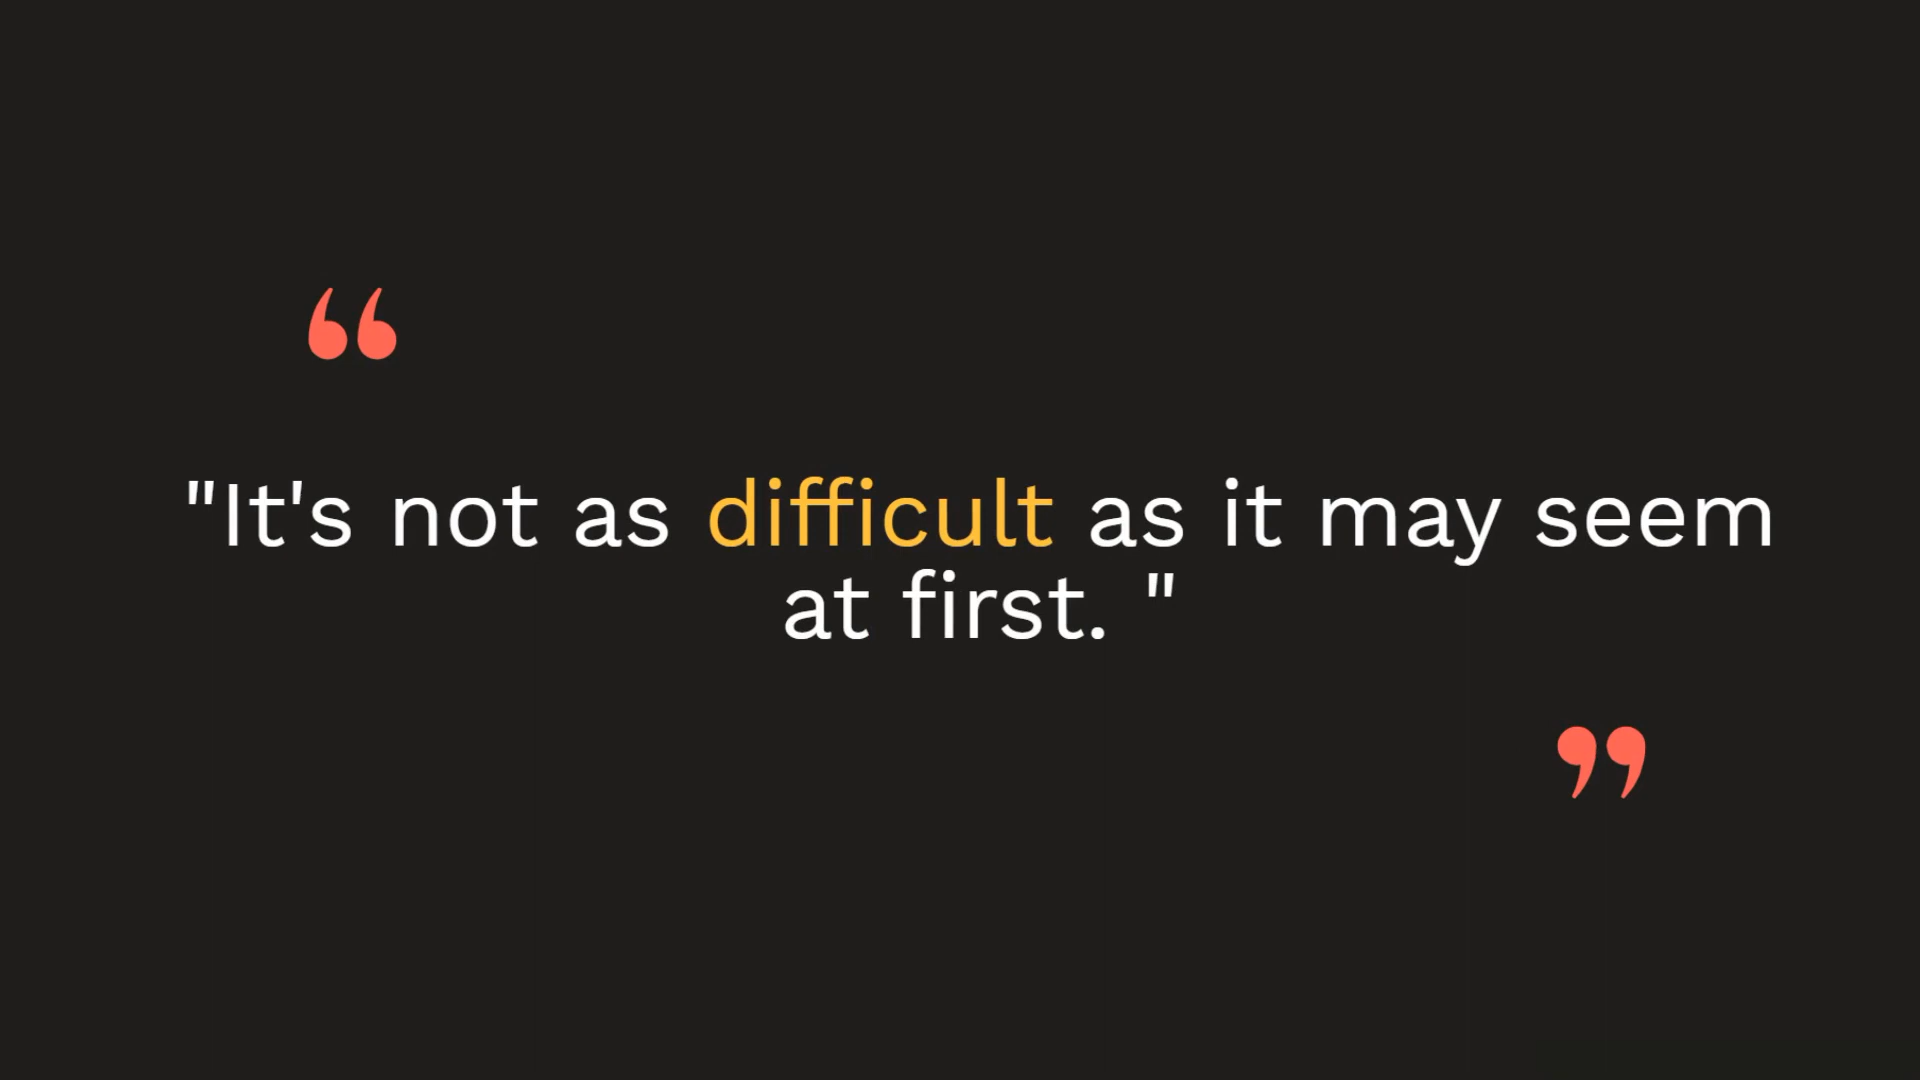 “
"It's not as difficult as it may seem
at first. "
”